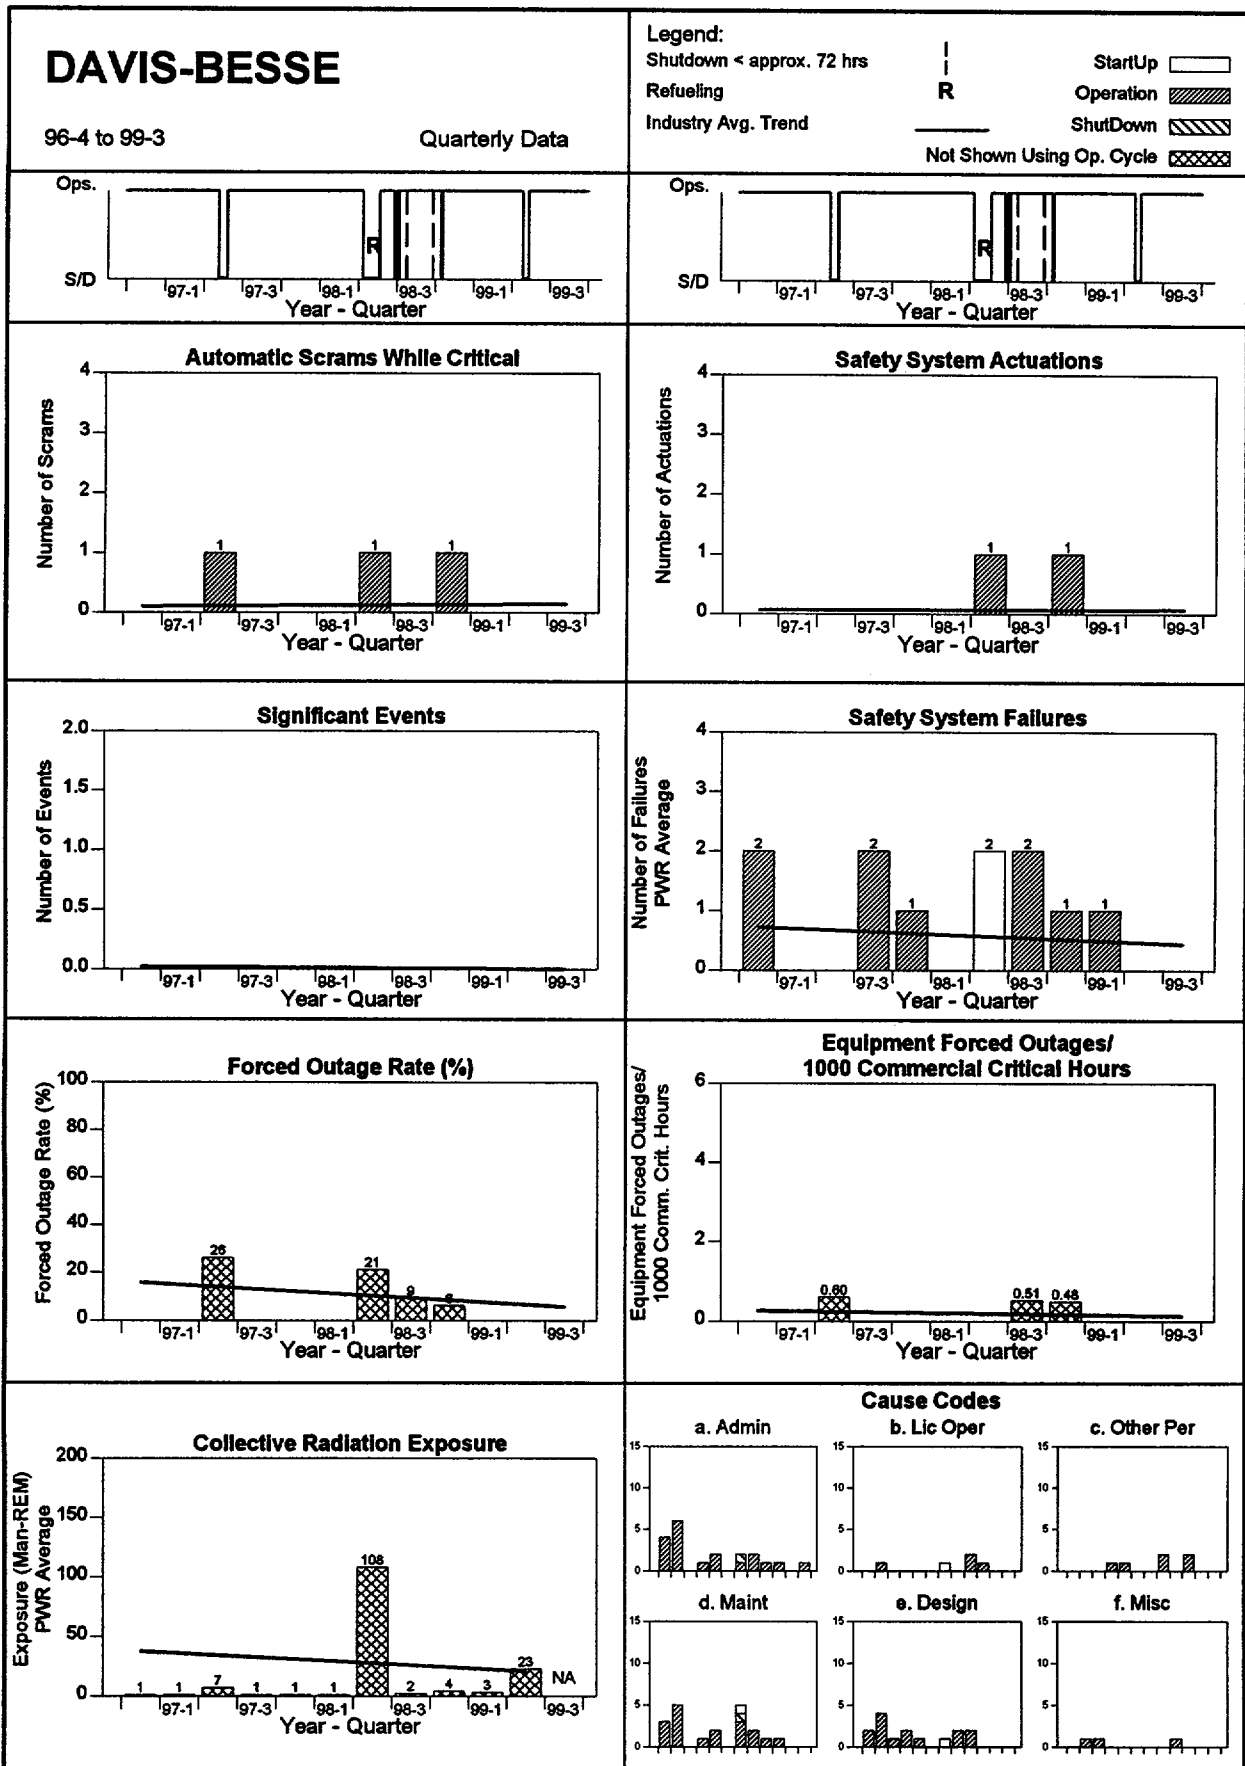 DAVIS-BESSE
96-4 to 99-3 Quarterly Data
Legend:
Shutdown < approx. 72 hrs
Refueling R
Industry Avg. Trend
StartUp
Operation
ShutDown
Not Shown Using Op. Cycle
Ops.
R
S/D
97-1 97-3 98-1 98-3 99-1 99-3
Year - Quarter
Ops.
R
S/D
97-1 97-3 98-1 98-3 99-1 99-3
Year - Quarter
Automatic Scrams While Critical
Number of Scrams
4
3
2
1
0
1 1 1
97-1 97-3 98-1 98-3 99-1 99-3
Year - Quarter
Safety System Actuations
Number of Actuations
4
3
2
1
0
1 1
97-1 97-3 98-1 98-3 99-1 99-3
Year - Quarter
Significant Events
Number of Events
2.0
1.5
1.0
0.5
0.0
97-1 97-3 98-1 98-3 99-1 99-3
Year - Quarter
Safety System Failures
Number of Failures
PWR Average
4
3
2
1
0
2 2 1 2 2 1 1
97-1 97-3 98-1 98-3 99-1 99-3
Year - Quarter
Forced Outage Rate (%)
Forced Outage Rate (%)
100
80
60
40
20
0
26 21 9 6
97-1 97-3 98-1 98-3 99-1 99-3
Year - Quarter
Equipment Forced Outages/
1000 Commercial Critical Hours
Equipment Forced Outages/
1000 Comm. Crit. Hours
6
4
2
0
0.60 0.51 0.48
97-1 97-3 98-1 98-3 99-1 99-3
Year - Quarter
Collective Radiation Exposure
Exposure (Man-REM)
PWR Average
200
150
100
50
0
1 1 7 1 1 1 108 2 4 3 23 NA
97-1 97-3 98-1 98-3 99-1 99-3
Year - Quarter
Cause Codes
a. Admin
15
10
5
0
b. Lic Oper
15
10
5
0
c. Other Per
15
10
5
0
d. Maint
15
10
5
0
e. Design
15
10
5
0
f. Misc
15
10
5
0